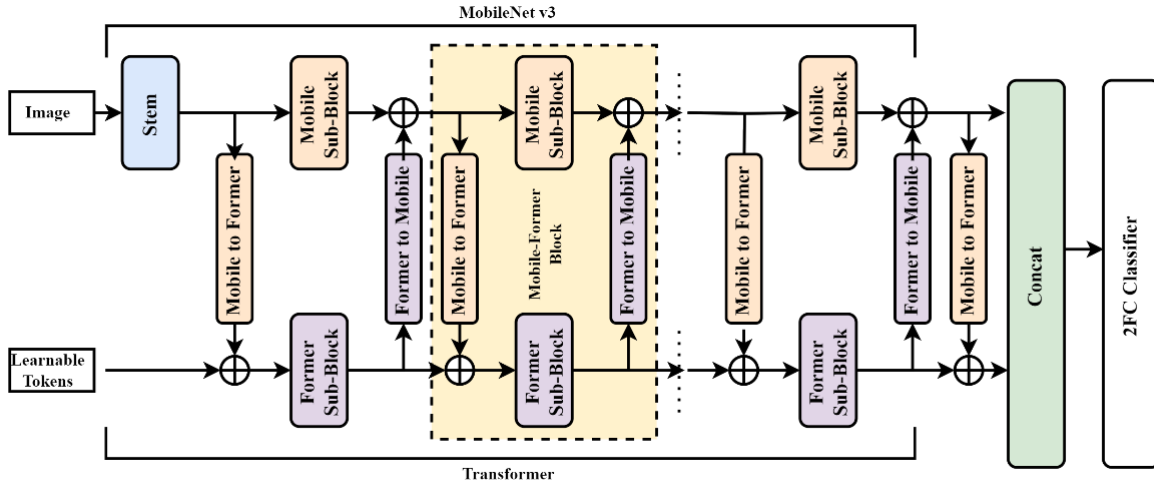 MobileNet v3
Image
Stem
Mobile
Sub-Block
Mobile
Sub-Block
Mobile
Sub-Block
Mobile to Former
Former to Mobile
Mobile to Former
Mobile-Former
Block
Former to Mobile
Mobile to Former
Former to Mobile
Mobile to Former
Concat
2FC Classifier
Learnable
Tokens
Former
Sub-Block
Former
Sub-Block
Former
Sub-Block
Transformer